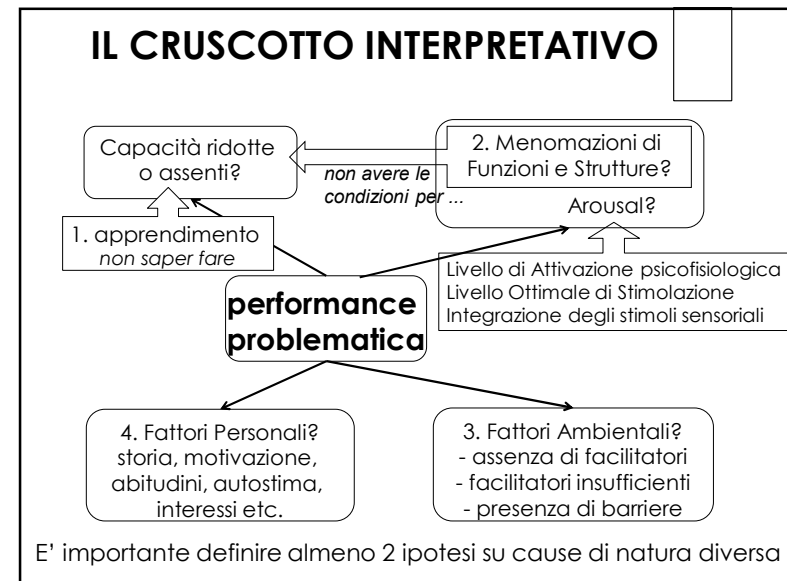 IL CRUSCOTTO INTERPRETATIVO
Capacità ridotte
o assenti?
non avere le
condizioni per ...
2. Menomazioni di
Funzioni e Strutture?
Arousal?
1. apprendimento
non saper fare
Livello di Attivazione psicofisiologica
Livello Ottimale di Stimolazione
Integrazione degli stimoli sensoriali
performance
problematica
4. Fattori Personali?
storia, motivazione,
abitudini, autostima,
interessi etc.
3. Fattori Ambientali?
- assenza di facilitatori
- facilitatori insufficienti
- presenza di barriere
E' importante definire almeno 2 ipotesi su cause di natura diversa